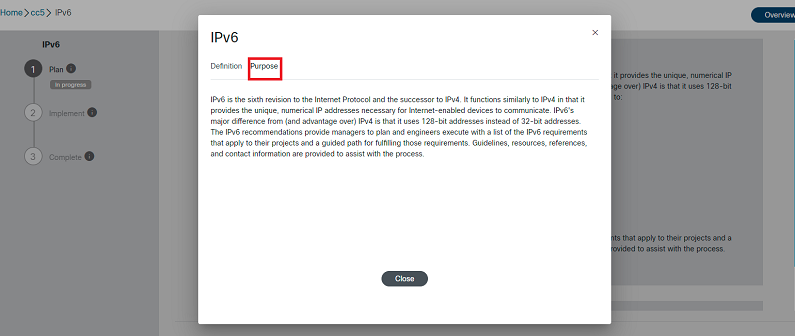 Home > cc5 > IPv6
Overview
IPv6
1 Plan i
In progress
2 Implement i
3 Complete i
IPv6
×
Definition Purpose
IPv6 is the sixth revision to the Internet Protocol and the successor to IPv4. It functions similarly to IPv4 in that it
provides the unique, numerical IP addresses necessary for Internet-enabled devices to communicate. IPv6's
major difference from (and advantage over) IPv4 is that it uses 128-bit addresses instead of 32-bit addresses.
The IPv6 recommendations provide managers to plan and engineers execute with a list of the IPv6 requirements
that apply to their projects and a guided path for fulfilling those requirements. Guidelines, resources, references,
and contact information are provided to assist with the process.
Close
it provides the unique, numerical IP
over) IPv4 is that it uses 128-bit
to:
that apply to their projects and a
to assist with the process.